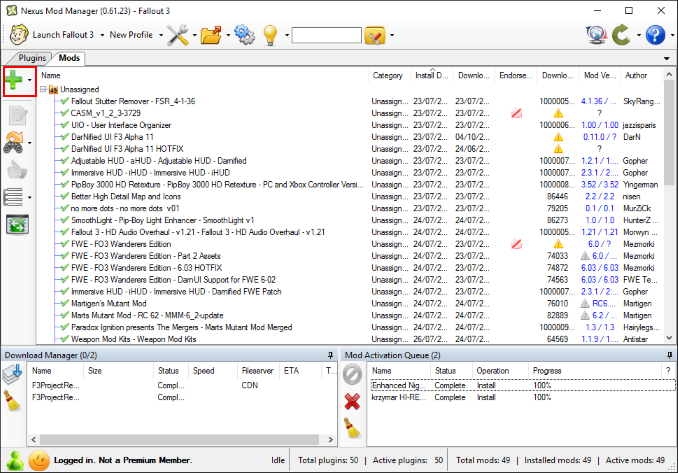 Nexus Mod Manager (0.61.23) - Fallout 3
Launch Fallout 3 New Profile
Plugins Mods
Name Category Install D... Downlo... Endorse... Downlo... Mod Ve... Author
Unassigned
Fallout Stutter Remover - FSR_4-1-36 Unassign... 23/07/2... 23/07/2... 1000005... 4.1.36 /... SkyRang...
CASM_v1_2_3-3729 Unassign... 23/07/2... 23/07/2... ?
UIO - User Interface Organizer Unassign... 23/07/2... 23/07/2... 1000006... 1.00 / 1.00 jazzisparis
DarNified UI F3 Alpha 11 Unassign... 23/07/2... 04/10/2... 0.11.0 / ? DarN
DarNified UI F3 Alpha 11 HOTFIX Unassign... 23/07/2... 24/06/2... ?
Adjustable HUD - aHUD - Adjustable HUD - Darnified Unassign... 23/07/2... 23/07/2... 1000007... 1.2.1 / 1.... Gopher
Immersive HUD - iHUD - Immersive HUD - iHUD Unassign... 23/07/2... 23/07/2... 1000007... 2.3.1 / 2.... Gopher
PipBoy 3000 HD Retexture - PipBoy 3000 HD Retexture - PC and Xbox Controller Versi... Unassign... 23/07/2... 23/07/2... 1000008... 3.52 / 3.52 Yingerman
Better High Detail Map and Icons Unassign... 23/07/2... 23/07/2... 86446 2.2 / 2.2 nisen
no more dots - no more dots v01 Unassign... 23/07/2... 23/07/2... 79205 0.1 / 0.1 MurZiCk
SmoothLight - Pip-Boy Light Enhancer - SmoothLight v1 Unassign... 23/07/2... 23/07/2... 86273 1.0 / 1.0 HunterZ
Fallout 3 - HD Audio Overhaul - v1.21 - Fallout 3 - HD Audio Overhaul - v1.21 Unassign... 23/07/2... 23/07/2... 1000005... 1.21 / 1.21 Morwyn ...
FWE - FO3 Wanderers Edition Unassign... 24/07/2... 23/07/2... 6.0 / ? Mezmorki
FWE - FO3 Wanderers Edition - Part 2 Assets Unassign... 24/07/2... 23/07/2... 74033 6.0 /... Mezmorki
FWE - FO3 Wanderers Edition - 6.03 HOTFIX Unassign... 24/07/2... 24/07/2... 74872 6.03 / 6.03 Mezmorki
FWE - FO3 Wanderers Edition - DarnUI Support for FWE 6-02 Unassign... 24/07/2... 23/07/2... 74563 6.03 / 6.03 FWE Te...
Immersive HUD - iHUD - Immersive HUD - Darnified FWE Patch Unassign... 24/07/2... 24/07/2... 1000007... 2.3.1 / 2.... Gopher
Martigen's Mutant Mod Unassign... 24/07/2... 24/07/2... 76010 RC6.... Martigen
Marts Mutant Mod - RC 62 - MMM-6_2-update Unassign... 24/07/2... 24/07/2... 82889 6.2 /... Martigen
Paradox Ignition presents The Mergers - Marts Mutant Mod Merged Unassign... 24/07/2... 24/07/2... 1000007... 1.3 / 1.3 Hairylegs...
Weapon Mod Kits - Weapon Mod Kits Unassign... 24/07/2... 26/07/2... 64569 1.1.9 / 1.... Antistar
Download Manager (0/2)
Name Size Status Speed Fileserver ETA T...
F3ProjectRe... Compl... CDN
F3ProjectRe... Compl...
Mod Activation Queue (2)
Name Status Operation Progress ?
Enhanced Nig... Complete Install 100%
krzymar HI-RE... Complete Install 100%
Logged in. Not a Premium Member. Idle Total plugins: 50 | Active plugins: 50 Total mods: 49 | Installed mods: 49 | Active mods: 49